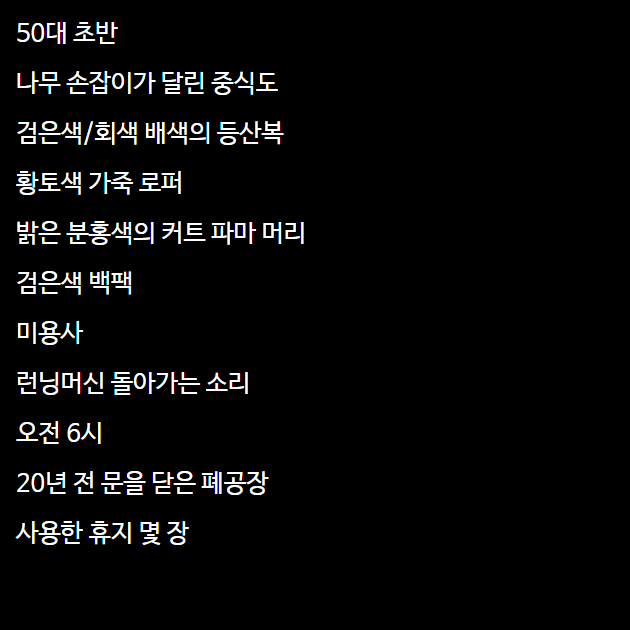 50대 초반
나무 손잡이가 달린 중식도
검은색/회색 배색의 등산복
황토색 가죽 로퍼
밝은 분홍색의 커트 파마 머리
검은색 백팩
미용사
런닝머신 돌아가는 소리
오전 6시
20년 전 문을 닫은 폐공장
사용한 휴지 몇 장